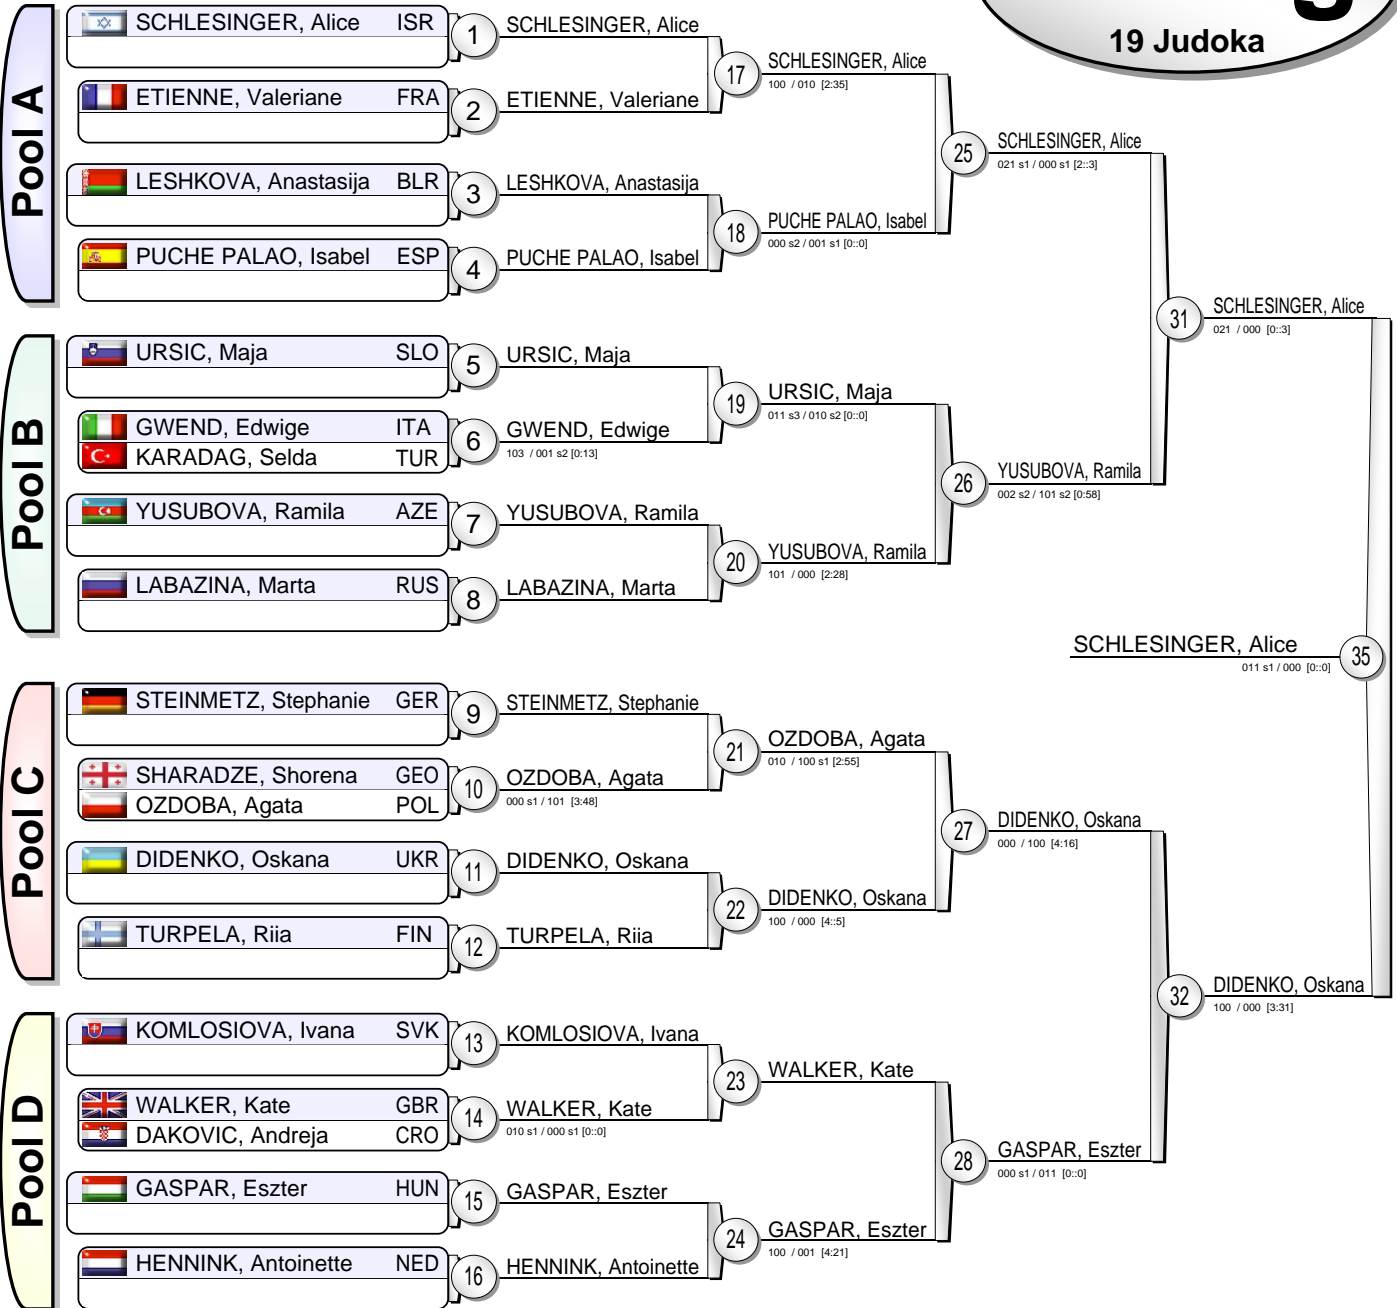 19 Judoka
Pool A
SCHLESINGER, Alice ISR
1
SCHLESINGER, Alice
ETIENNE, Valeriane FRA
2
ETIENNE, Valeriane
17
SCHLESINGER, Alice
100 / 010 [2:35]
LESHKOVA, Anastasija BLR
3
LESHKOVA, Anastasija
PUCHE PALAO, Isabel ESP
4
PUCHE PALAO, Isabel
18
PUCHE PALAO, Isabel
000 s2 / 001 s1 [0::0]
25
SCHLESINGER, Alice
021 s1 / 000 s1 [2::3]
Pool B
URSIC, Maja SLO
5
URSIC, Maja
GWEND, Edwige ITA
KARADAG, Selda TUR
6
GWEND, Edwige
103 / 001 s2 [0:13]
19
URSIC, Maja
011 s3 / 010 s2 [0::0]
YUSUBOVA, Ramila AZE
7
YUSUBOVA, Ramila
LABAZINA, Marta RUS
8
LABAZINA, Marta
20
YUSUBOVA, Ramila
101 / 000 [2:28]
26
YUSUBOVA, Ramila
002 s2 / 101 s2 [0:58]
31
SCHLESINGER, Alice
021 / 000 [0::3]
SCHLESINGER, Alice
011 s1 / 000 [0::0]
35
Pool C
STEINMETZ, Stephanie GER
9
STEINMETZ, Stephanie
SHARADZE, Shorena GEO
OZDOBA, Agata POL
10
OZDOBA, Agata
000 s1 / 101 [3:48]
21
OZDOBA, Agata
010 / 100 s1 [2:55]
DIDENKO, Oskana UKR
11
DIDENKO, Oskana
TURPELA, Riia FIN
12
TURPELA, Riia
22
DIDENKO, Oskana
100 / 000 [4::5]
27
DIDENKO, Oskana
000 / 100 [4:16]
Pool D
KOMLOSIOVA, Ivana SVK
13
KOMLOSIOVA, Ivana
WALKER, Kate GBR
DAKOVIC, Andreja CRO
14
WALKER, Kate
010 s1 / 000 s1 [0::0]
23
WALKER, Kate
GASPAR, Eszter HUN
15
GASPAR, Eszter
HENNINK, Antoinette NED
16
HENNINK, Antoinette
24
GASPAR, Eszter
100 / 001 [4:21]
28
GASPAR, Eszter
000 s1 / 011 [0::0]
32
DIDENKO, Oskana
100 / 000 [3:31]